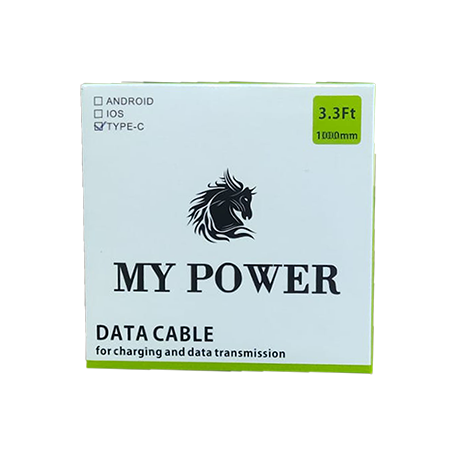 ANDROID
IOS
TYPE-C
3.3Ft
1000mm
MY POWER
DATA CABLE
for charging and data transmission